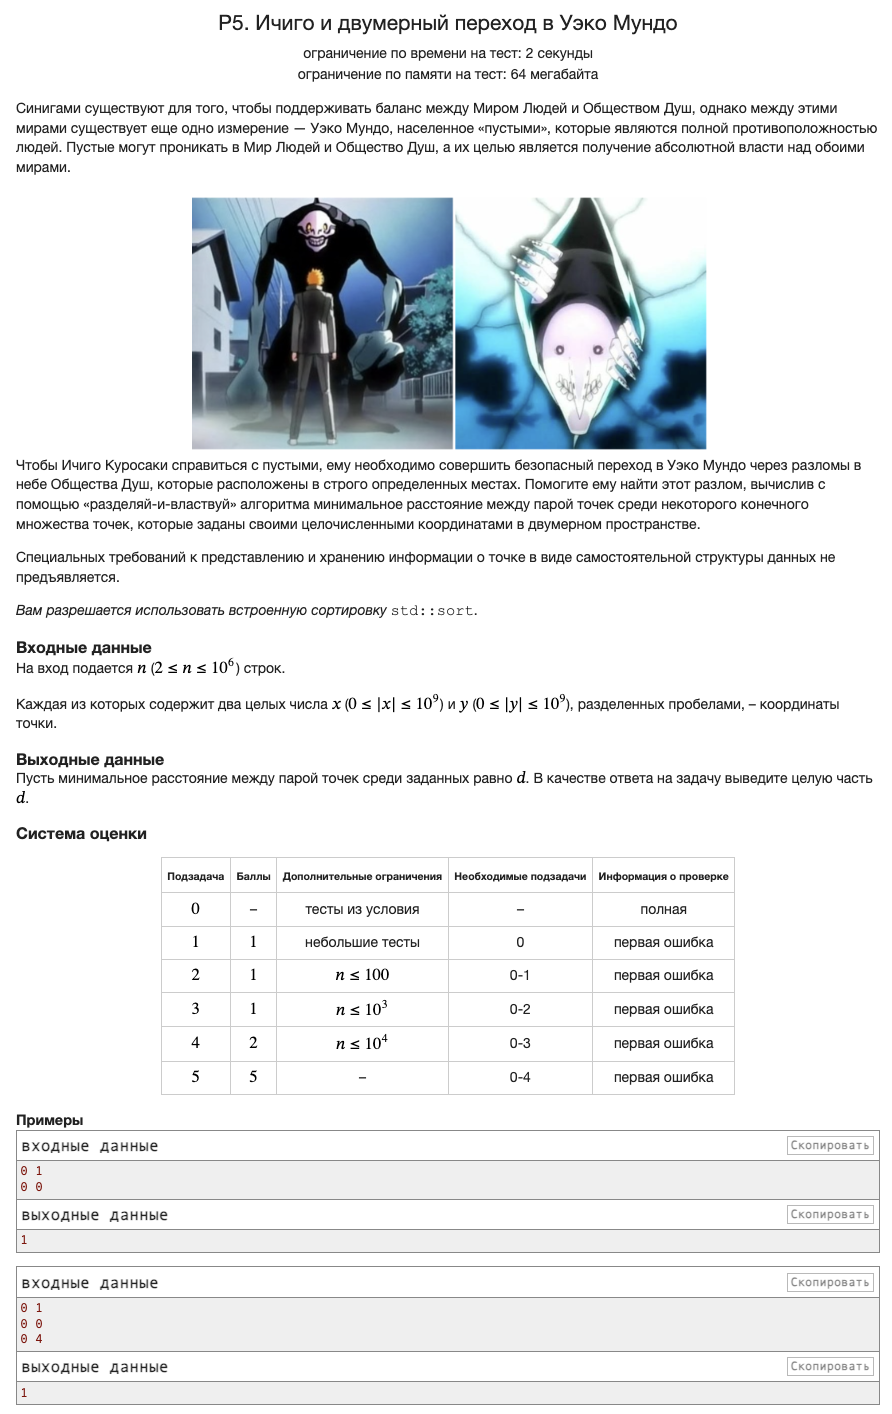 P5. Ичиго и двумерный переход в Уэко Мундо
ограничение по времени на тест: 2 секунды
ограничение по памяти на тест: 64 мегабайта
Синигами существуют для того, чтобы поддерживать баланс между Миром Людей и Обществом Душ, однако между этими
мирами существует еще одно измерение — Уэко Мундо, населенное «пустыми», которые являются полной противоположностью
людей. Пустые могут проникать в Мир Людей и Общество Душ, а их целью является получение абсолютной власти над обоими
мирами.
Чтобы Ичиго Куросаки справиться с пустыми, ему необходимо совершить безопасный переход в Уэко Мундо через разломы в
небе Общества Душ, которые расположены в строго определенных местах. Помогите ему найти этот разлом, вычислив с
помощью «разделяй-и-властвуй» алгоритма минимальное расстояние между парой точек среди некоторого конечного
множества точек, которые заданы своими целочисленными координатами в двумерном пространстве.
Специальных требований к представлению и хранению информации о точке в виде самостоятельной структуры данных не
предъявляется.
Вам разрешается использовать встроенную сортировку std::sort.
Входные данные
На вход подается n (2 ≤ n ≤ 10^6) строк.
Каждая из которых содержит два целых числа x (0 ≤ |x| ≤ 10^9) и y (0 ≤ |y| ≤ 10^9), разделенных пробелами, – координаты
точки.
Выходные данные
Пусть минимальное расстояние между парой точек среди заданных равно d. В качестве ответа на задачу выведите целую часть
d.
Система оценки
Подзадача Баллы Дополнительные ограничения Необходимые подзадачи Информация о проверке
0 – тесты из условия – полная
1 1 небольшие тесты 0 первая ошибка
2 1 n ≤ 100 0-1 первая ошибка
3 1 n ≤ 10^3 0-2 первая ошибка
4 2 n ≤ 10^4 0-3 первая ошибка
5 5 – 0-4 первая ошибка
Примеры
входные данные Скопировать
0 1
0 0
выходные данные Скопировать
1
входные данные Скопировать
0 1
0 0
0 4
выходные данные Скопировать
1